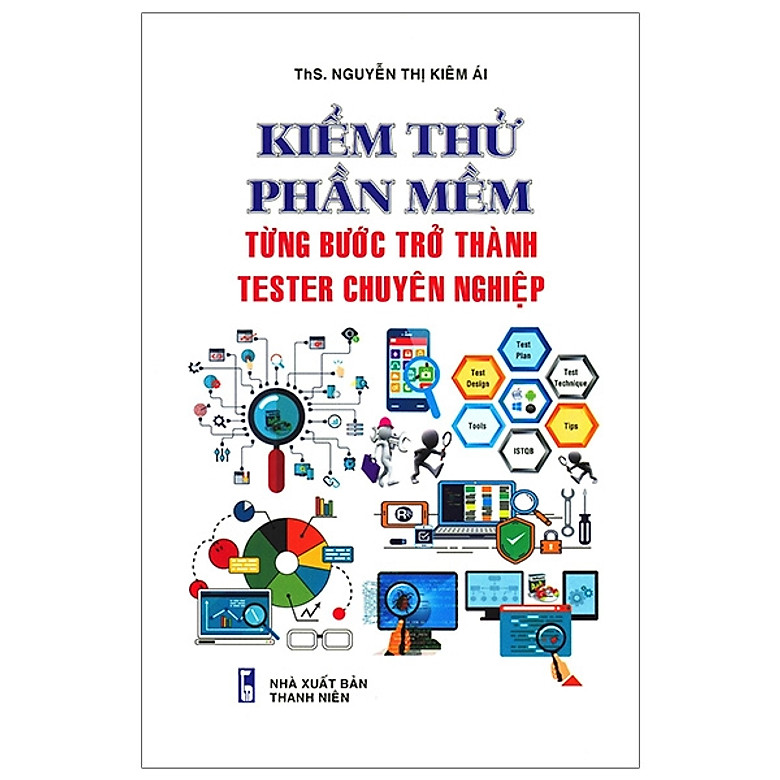 ThS. NGUYỄN THỊ KIÊM ÁI
KIỂM THỬ
PHẦN MỀM
TỪNG BƯỚC TRỞ THÀNH
TESTER CHUYÊN NGHIỆP
Test
Plan
Test
Design
Test
Technique
Tools
Tips
ISTQB
NHÀ XUẤT BẢN
THANH NIÊN